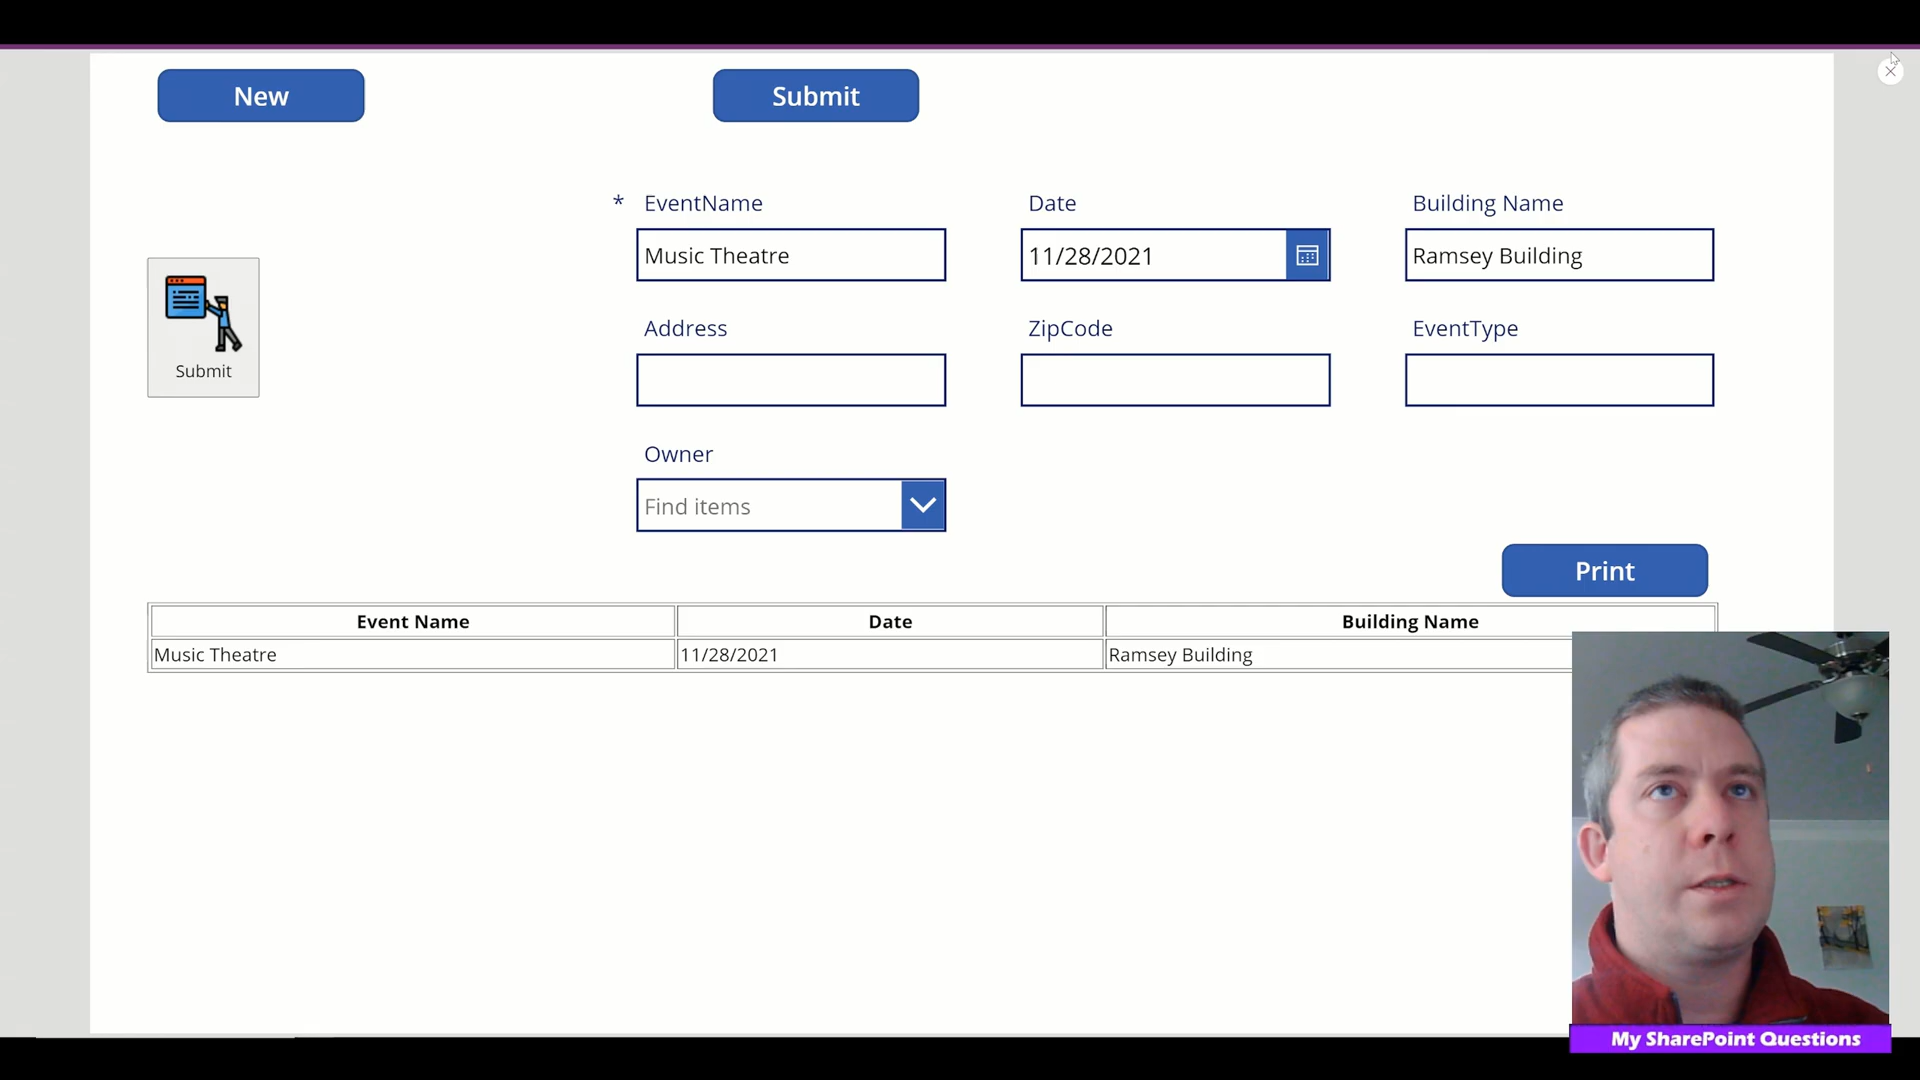 New
Submit
* EventName
Date
Building Name
Music Theatre
11/28/2021
Ramsey Building
Submit
Address
ZipCode
EventType
Owner
Find items
Print
Event Name
Date
Building Name
Music Theatre
11/28/2021
Ramsey Building
My SharePoint Questions